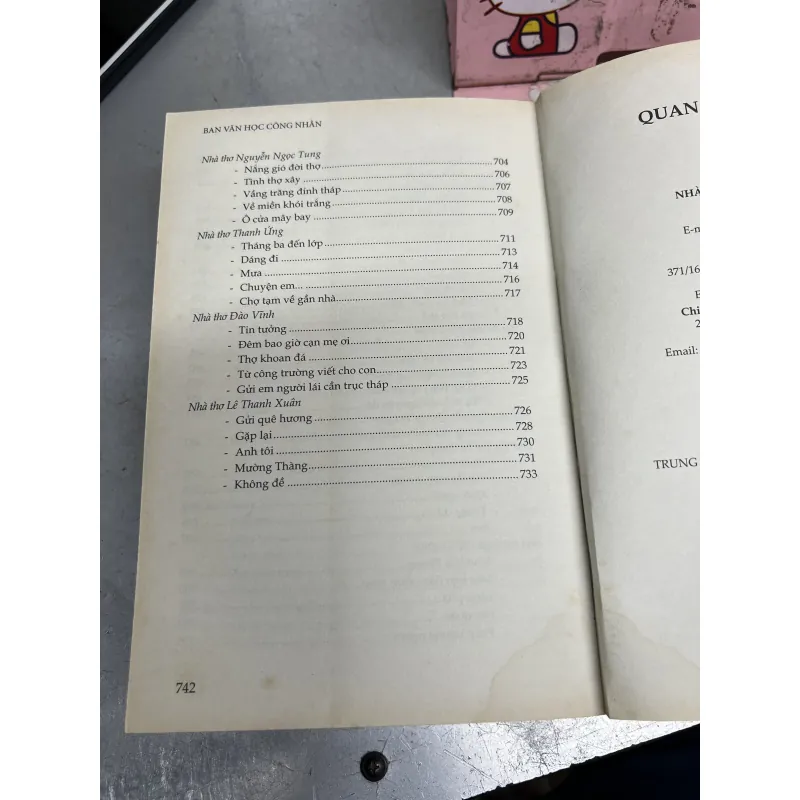 BAN VĂN HỌC CÔNG NHÂN
Nhà thơ Nguyễn Ngọc Tung
- Nắng gió đời thợ 704
- Tình thợ xây 706
- Vầng trăng đính tháp 707
- Về miền khói trắng 708
- Ô cửa mây bay 709
Nhà thơ Thanh Ứng
- Tháng ba đến lớp 711
- Dáng đi 713
- Mưa 714
- Chuyện em... 716
- Chợ tạm về gần nhà 717
Nhà thơ Đào Vĩnh
- Tin tưởng 718
- Đêm bao giờ cạn mẹ ơi 720
- Thợ khoan đá 721
- Từ công trường viết cho con 723
- Gửi em người lái cần trục tháp 725
Nhà thơ Lê Thanh Xuân
- Gửi quê hương 726
- Gặp lại 728
- Anh tôi 730
- Mường Thàng 731
- Không đề 733
742
QUAN
NHÀ
E-m
371/16
E
Chi
2
Email:
TRUNG